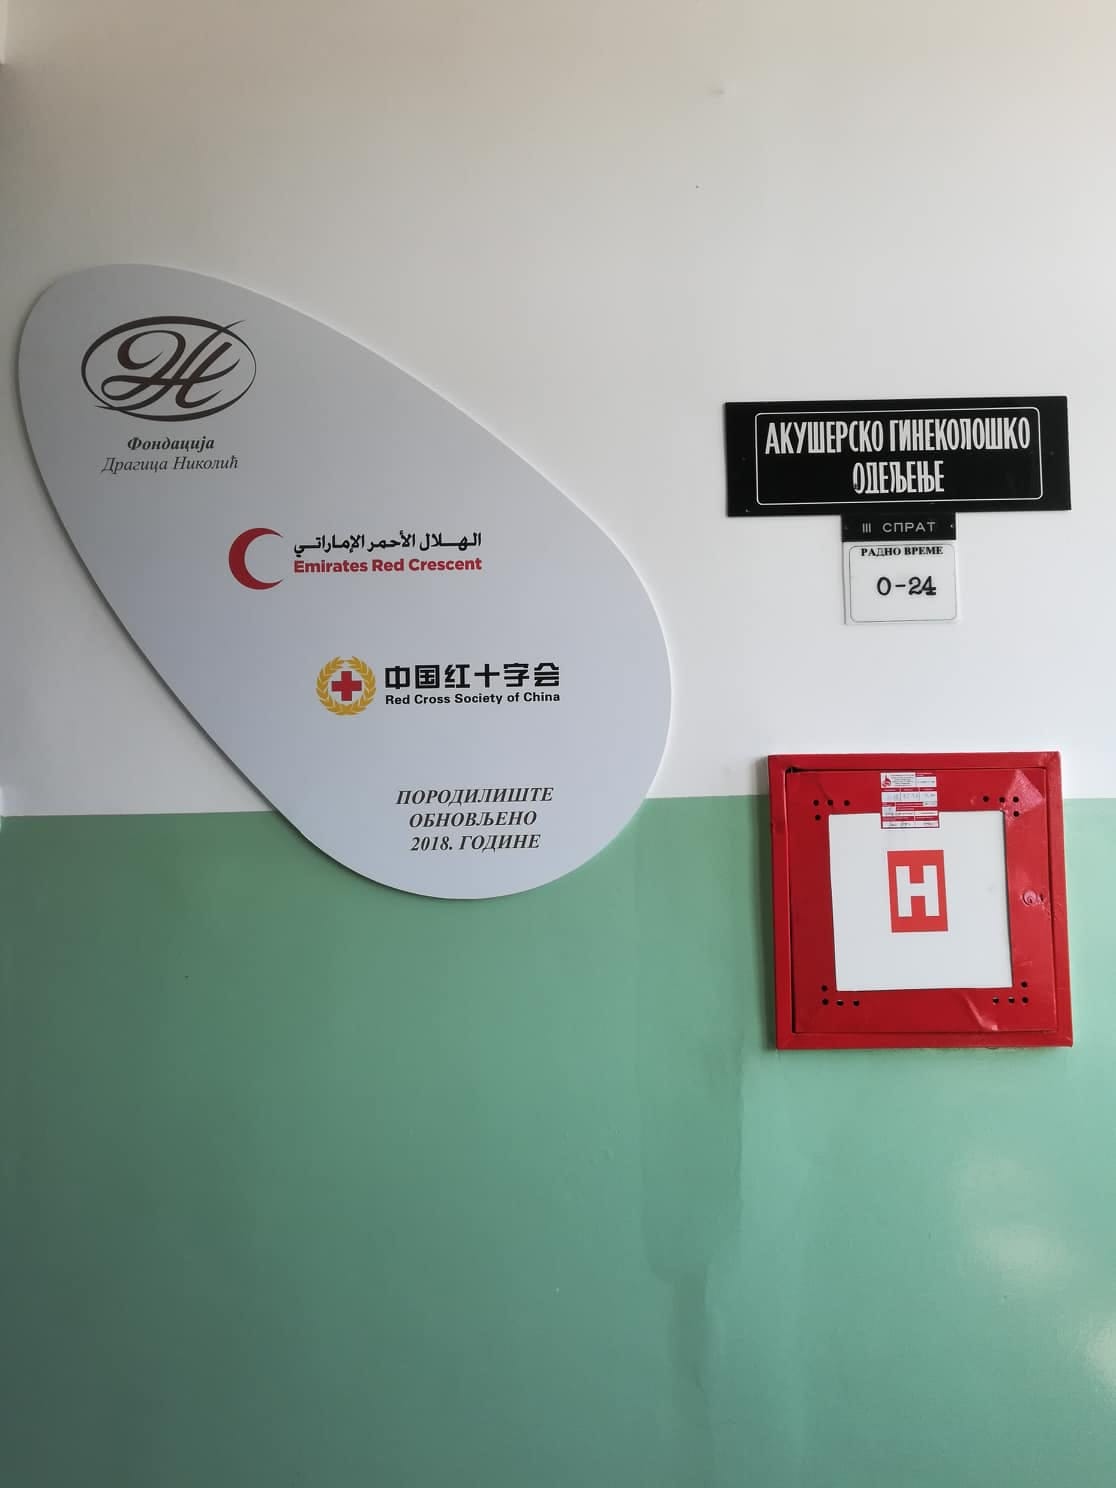 Фондација
Драгица Николић
الهلال الأحمر الإماراتي
Emirates Red Crescent
中国红十字会
Red Cross Society of China
ПОРОДИЛИШТЕ
ОБНОВЉЕНО
2018. ГОДИНЕ
АКУШЕРСКО ГИНЕКОЛОШКО
ОДЕЉЕЊЕ
III СПРАТ
РАДНО ВРЕМЕ
0-24
H